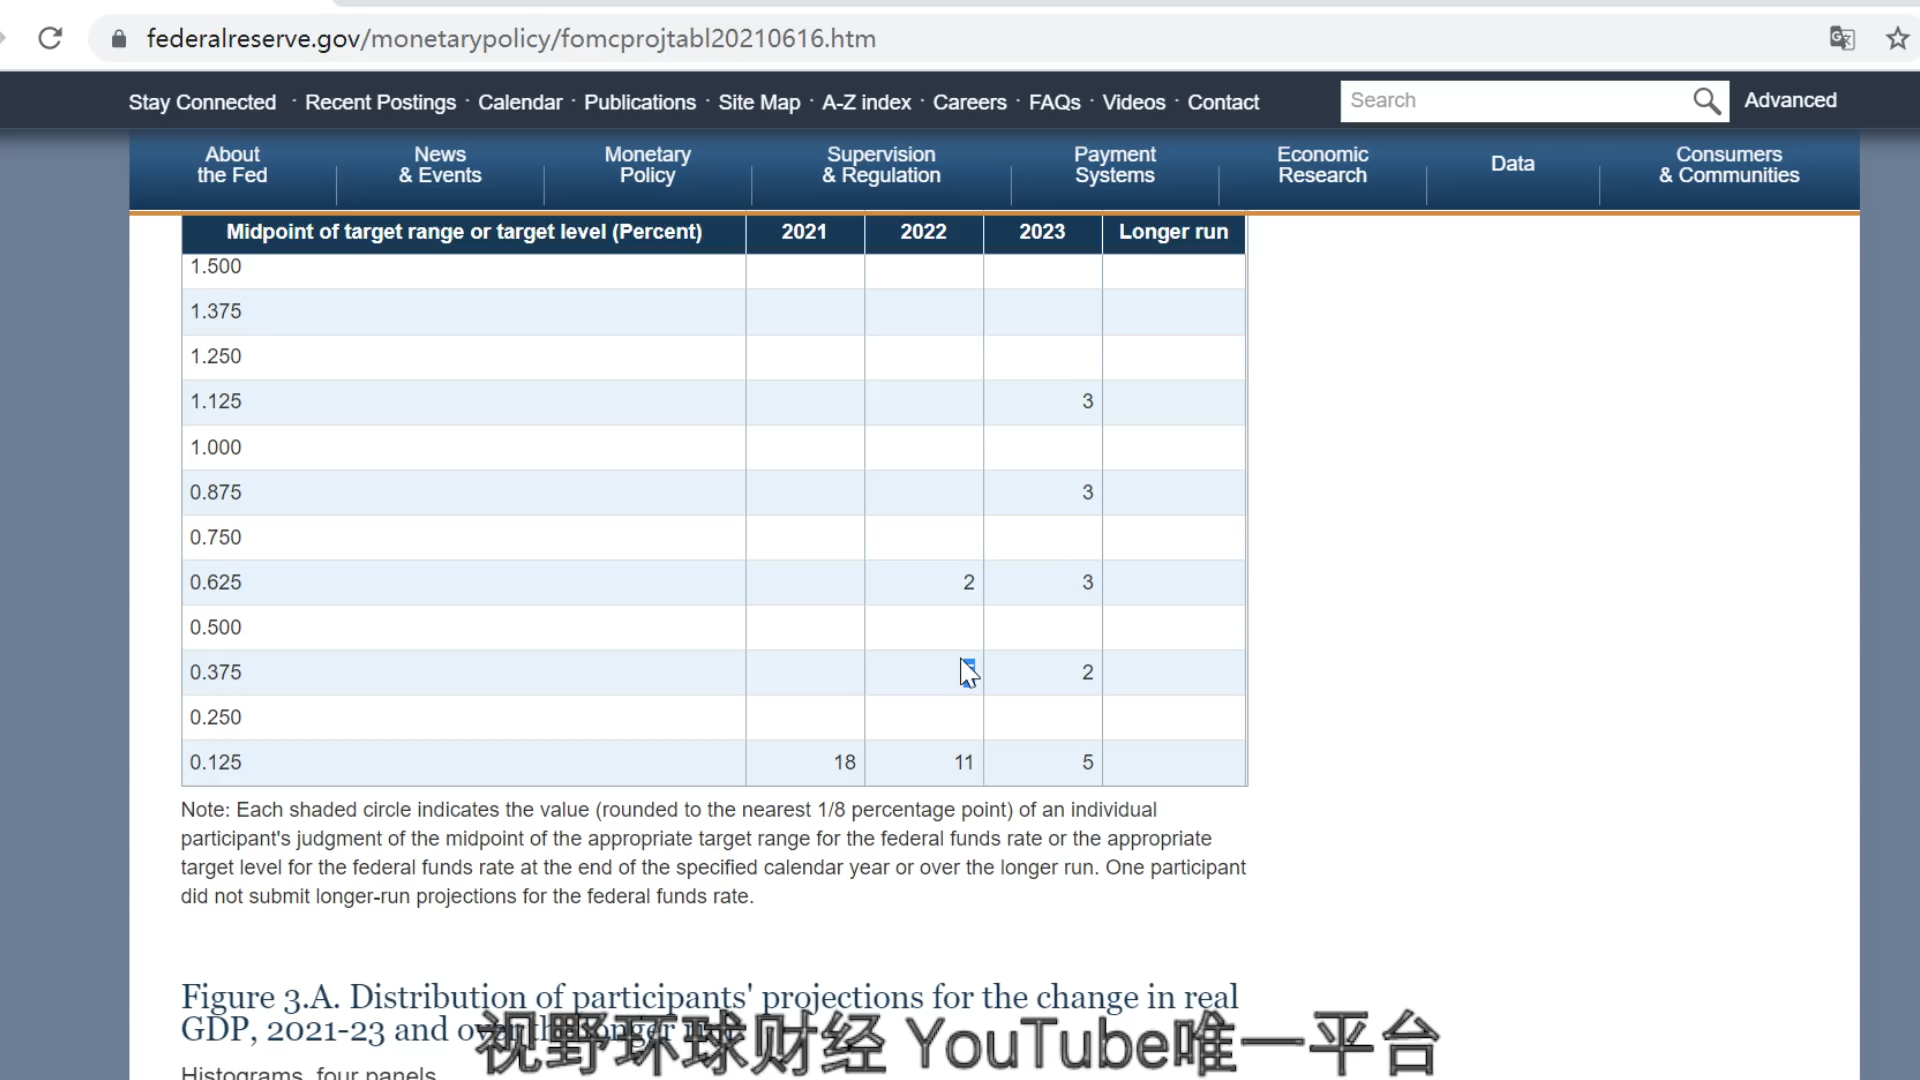 federalreserve.gov/monetarypolicy/fomcprojtabl20210616.htm
Stay Connected · Recent Postings · Calendar · Publications · Site Map · A-Z index · Careers · FAQs · Videos · Contact Search Advanced
About the Fed
News & Events
Monetary Policy
Supervision & Regulation
Payment Systems
Economic Research
Data
Consumers & Communities
Midpoint of target range or target level (Percent) 2021 2022 2023 Longer run
1.500
1.375
1.250
1.125 3
1.000
0.875 3
0.750
0.625 2 3
0.500
0.375 2
0.250
0.125 18 11 5
Note: Each shaded circle indicates the value (rounded to the nearest 1/8 percentage point) of an individual
participant's judgment of the midpoint of the appropriate target range for the federal funds rate or the appropriate
target level for the federal funds rate at the end of the specified calendar year or over the longer run. One participant
did not submit longer-run projections for the federal funds rate.
Figure 3.A. Distribution of participants' projections for the change in real
GDP, 2021-23 and over the longer run
视野环球财经 YouTube唯一平台
Histograms, four panels